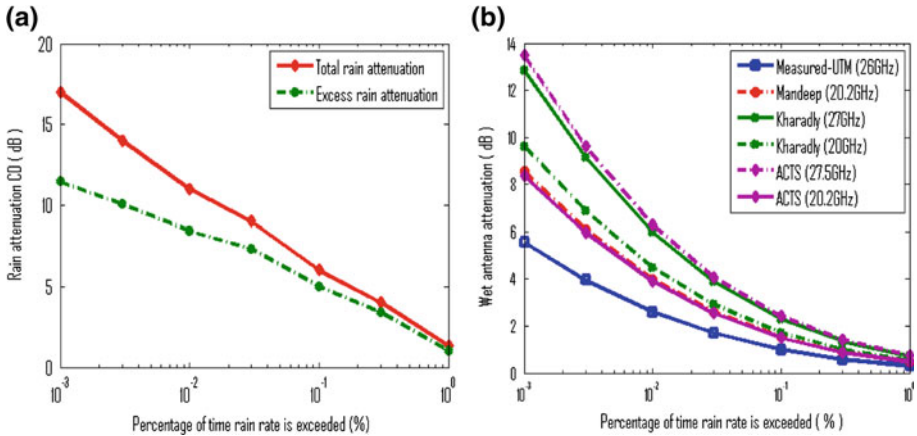 (a)
20
15
10
5
0
Rain attenuation CD ( dB)
Total rain attenuation
Excess rain attenuation
10-3
10-2
10-1
100
Percentage of time rain rate is exceeded (%)
(b)
14
12
10
8
6
4
2
0
Wet antenna attenuation ( dB )
Measured-UTM (26GHz)
Mandeep (20.2GHz)
Kharadly (27GHz)
Kharadly (20GHz)
ACTS (27.5GHz)
ACTS (20.2GHz)
10-3
10-2
10-1
100
Percentage of time rain rate is exceeded ( % )